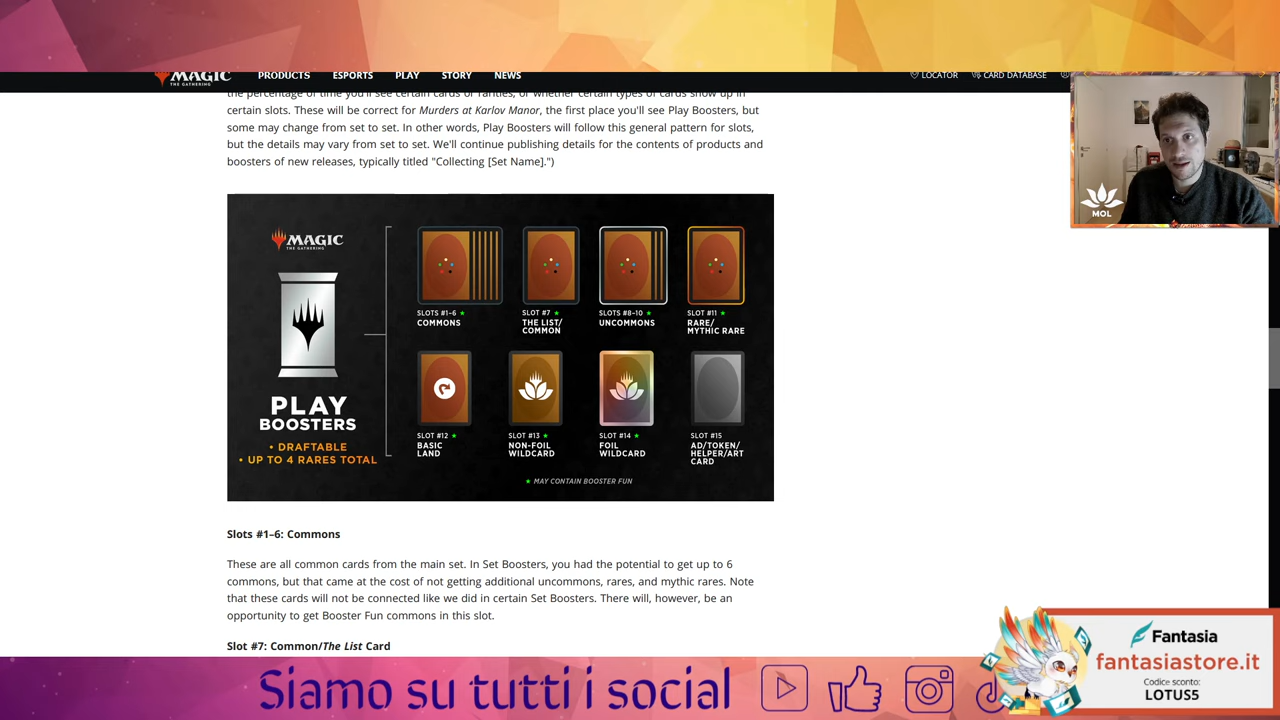 MAGIC
THE GATHERING
PRODUCTS ESPORTS PLAY STORY NEWS
LOCATOR CARD DATABASE
the percentage of time you'll see certain cards or rarities, or whether certain types of cards show up in
certain slots. These will be correct for Murders at Karlov Manor, the first place you'll see Play Boosters, but
some may change from set to set. In other words, Play Boosters will follow this general pattern for slots,
but the details may vary from set to set. We'll continue publishing details for the contents of products and
boosters of new releases, typically titled "Collecting [Set Name].")
MOL
MAGIC
THE GATHERING
PLAY
BOOSTERS
• DRAFTABLE
• UP TO 4 RARES TOTAL
SLOTS #1–6 ★
COMMONS
SLOT #7 ★
THE LIST/
COMMON
SLOTS #8–10 ★
UNCOMMONS
SLOT #11 ★
RARE/
MYTHIC RARE
SLOT #12 ★
BASIC
LAND
SLOT #13 ★
NON-FOIL
WILDCARD
SLOT #14 ★
FOIL
WILDCARD
SLOT #15
AD/TOKEN/
HELPER/ART
CARD
★ MAY CONTAIN BOOSTER FUN
Slots #1–6: Commons
These are all common cards from the main set. In Set Boosters, you had the potential to get up to 6
commons, but that came at the cost of not getting additional uncommons, rares, and mythic rares. Note
that these cards will not be connected like we did in certain Set Boosters. There will, however, be an
opportunity to get Booster Fun commons in this slot.
Slot #7: Common/The List Card
Siamo su tutti i social
Fantasia
fantasiastore.it
Codice sconto:
LOTUS5